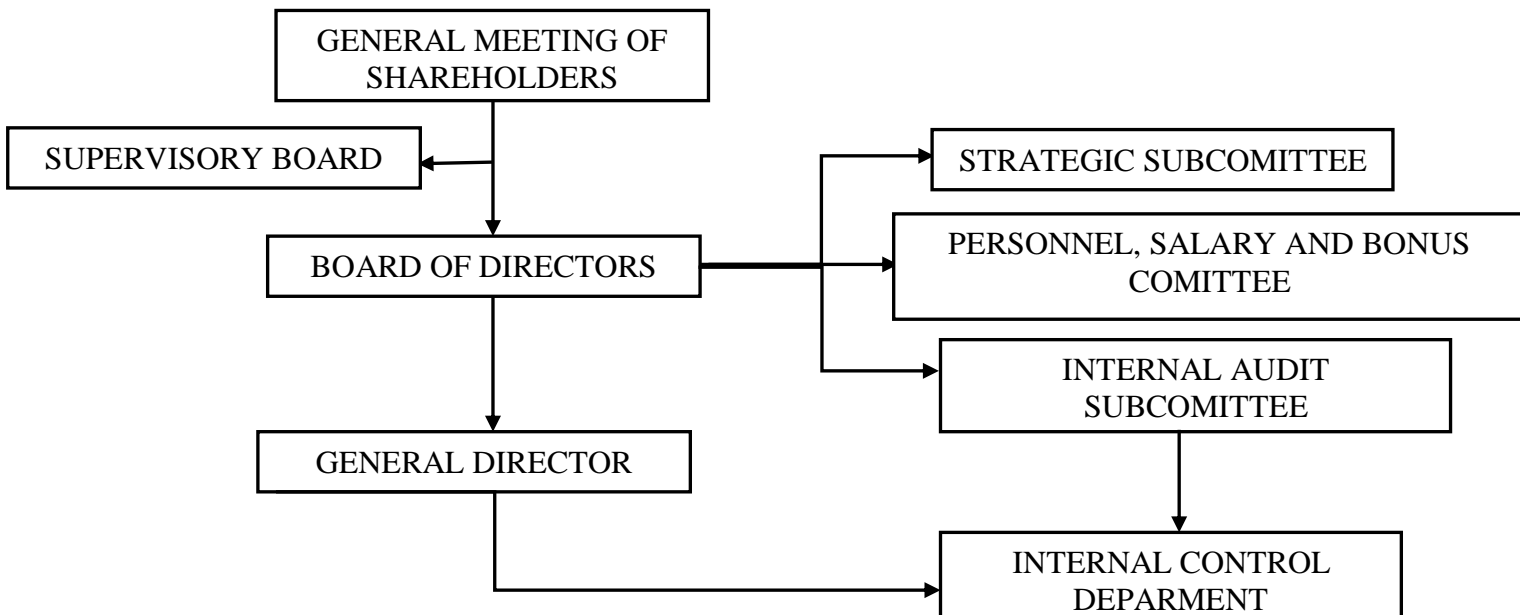 GENERAL MEETING OF
SHAREHOLDERS
SUPERVISORY BOARD
STRATEGIC SUBCOMITTEE
BOARD OF DIRECTORS
PERSONNEL, SALARY AND BONUS
COMITTEE
INTERNAL AUDIT
SUBCOMITTEE
GENERAL DIRECTOR
INTERNAL CONTROL
DEPARMENT